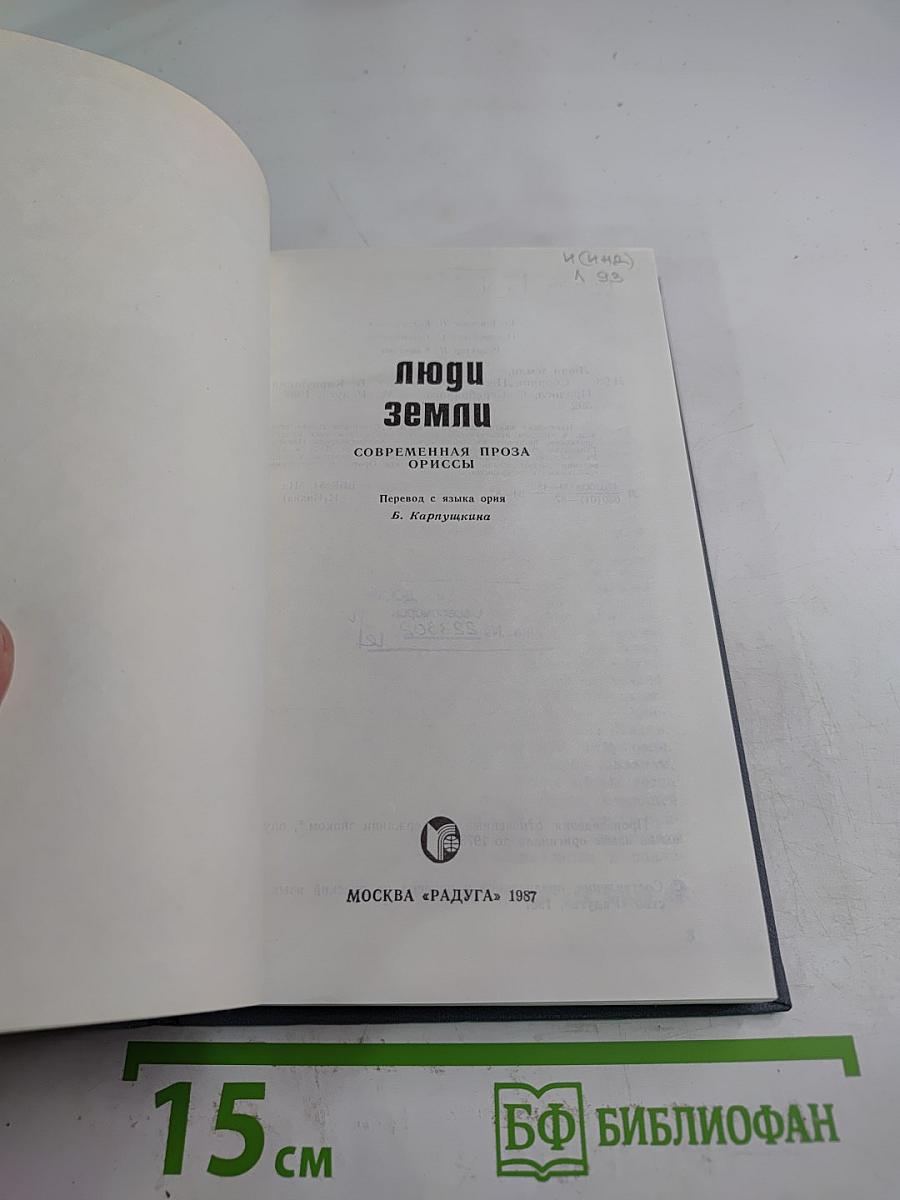 И(Инд)
Л 93
люди
земли
СОВРЕМЕННАЯ ПРОЗА
ОРИССЫ
Перевод с языка ория
Б. Карпушкина
МОСКВА «РАДУГА» 1987
15 см
БФ БИБЛИОФАН